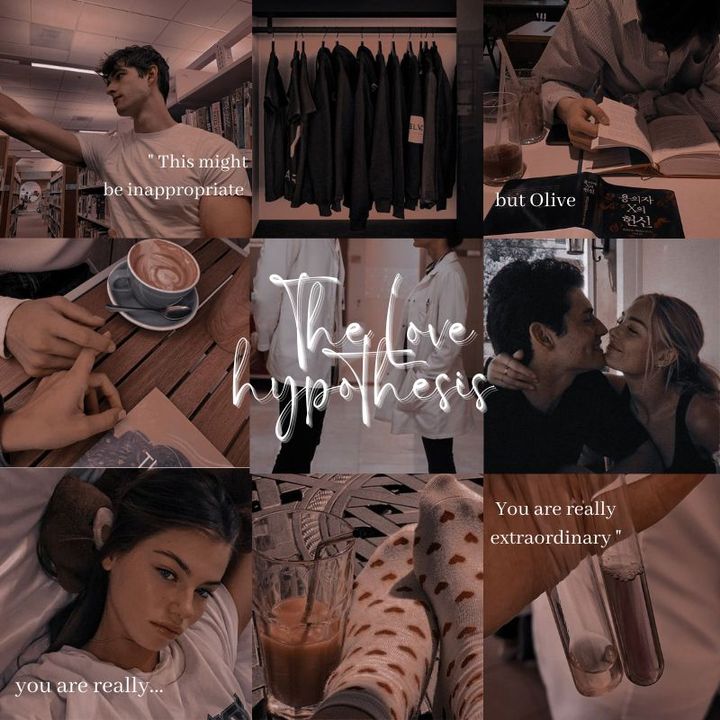 " This might
be inappropriate
but Olive
용의자
X의
헌신
The Love
hypothesis
You are really
extraordinary "
you are really...